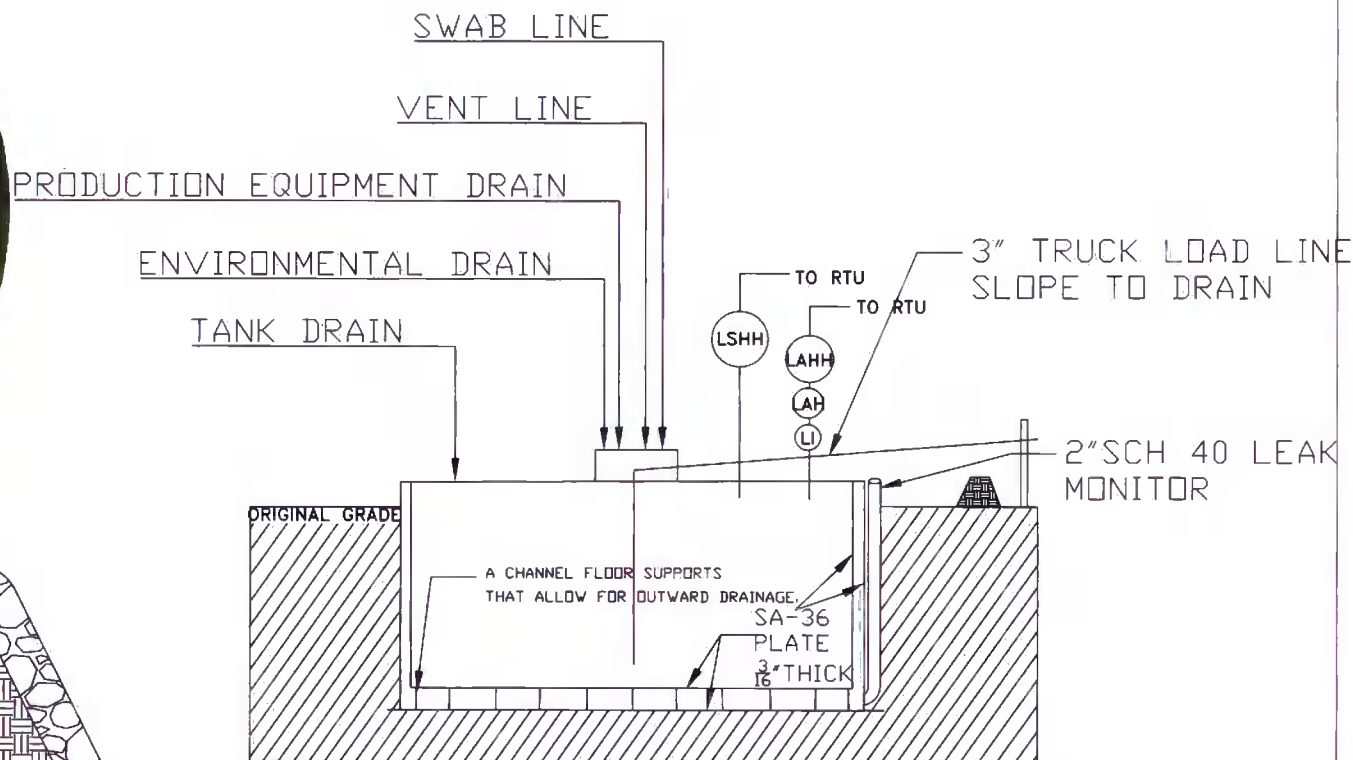 SWAB LINE
VENT LINE
PRODUCTION EQUIPMENT DRAIN
ENVIRONMENTAL DRAIN
TANK DRAIN
TO RTU
TO RTU
3" TRUCK LOAD LINE
SLOPE TO DRAIN
LSHH
LAHH
LAH
LI
2"SCH 40 LEAK
MONITOR
ORIGINAL GRADE
A CHANNEL FLOOR SUPPORTS
THAT ALLOW FOR OUTWARD DRAINAGE.
SA-36
PLATE
3/16" THICK